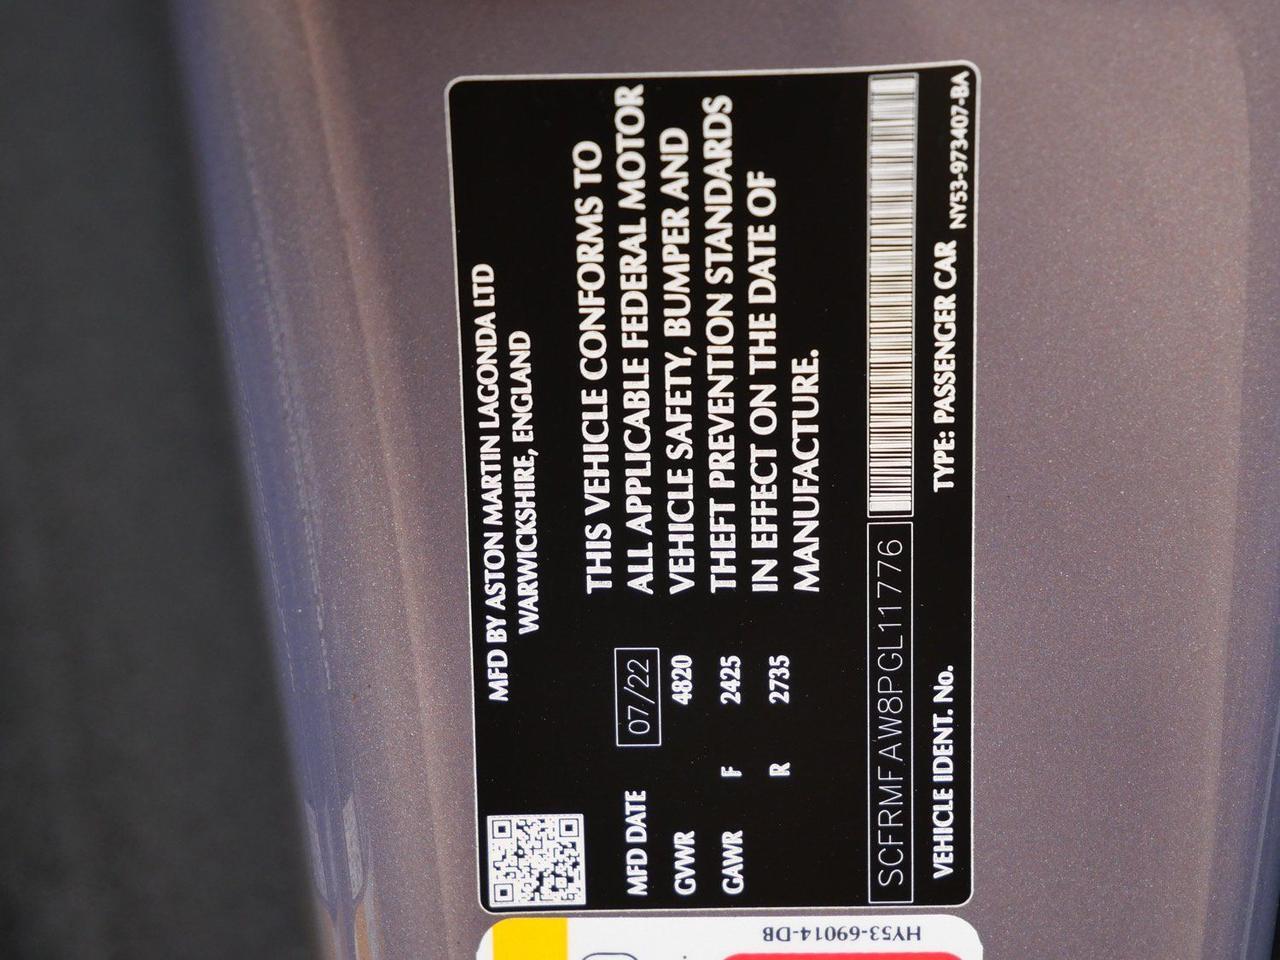 MFD BY ASTON MARTIN LAGONDA LTD
WARWICKSHIRE, ENGLAND
MFD DATE 07/22
GVWR 4820
GAWR F 2425
R 2735
THIS VEHICLE CONFORMS TO
ALL APPLICABLE FEDERAL MOTOR
VEHICLE SAFETY, BUMPER AND
THEFT PREVENTION STANDARDS
IN EFFECT ON THE DATE OF
MANUFACTURE.
SCFRMFAW8PGL11776
VEHICLE IDENT. No.
TYPE: PASSENGER CAR
NY53-973407-BA
HY53-69014-DB